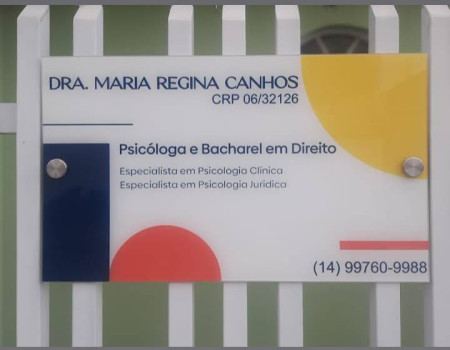 DRA. MARIA REGINA CANHOS
CRP 06/32126
Psicóloga e Bacharel em Direito
Especialista em Psicologia Clínica
Especialista em Psicologia Jurídica
(14) 99760-9988